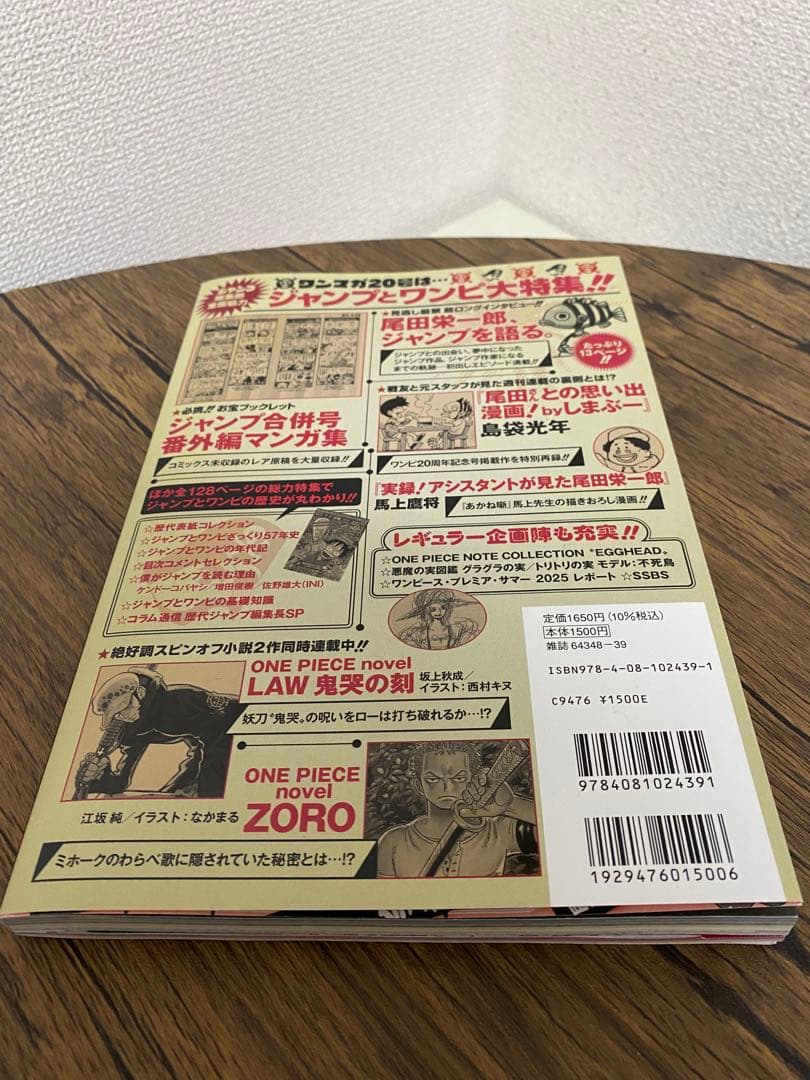 ワンマガ20号は…
ジャンプとワンピ大特集!!
★見逃し厳禁 超ロングインタビュー!!
尾田栄一郎、
ジャンプを語る。
ジャンプとの出会い、夢中になった
ジャンプ作品、ジャンプ作家になる
までの軌跡…初出しエピソード満載!!
たっぷり
13ページ!!
★必携!! お宝ブックレット
ジャンプ合併号
番外編マンガ集
コミックス未収録のレア原稿を大量収録!!
★戦友と元スタッフが見た週刊連載の裏側とは!?
『尾田さんとの思い出
漫画!byしまぶー』
島袋光年
ワンピ20周年記念号掲載作を特別再録!!
『実録!アシスタントが見た尾田栄一郎』
馬上鷹将
『あかね噺』馬上先生の描きおろし漫画!!
ほか全128ページの総力特集で
ジャンプとワンピの歴史が丸わかり!!
☆歴代表紙コレクション
☆ジャンプとワンピざっくり57年史
☆ジャンプとワンピの年代記
☆目次コメントセレクション
☆僕がジャンプを読む理由
ケンドーコバヤシ/増田俊樹/佐野雄大(INI)
☆ジャンプとワンピの基礎知識
☆コラム通信 歴代ジャンプ編集長SP
レギュラー企画陣も充実!!
☆ONE PIECE NOTE COLLECTION “EGGHEAD”
☆悪魔の実図鑑 グラグラの実/トリトリの実 モデル:不死鳥
☆ワンピース・プレミア・サマー 2025 レポート ☆SSBS
★絶好調スピンオフ小説2作同時連載中!!
ONE PIECE novel
LAW 鬼哭の刻
坂上秋成/
イラスト:西村キヌ
妖刀“鬼哭”の呪いをローは打ち破れるか…!?
ONE PIECE
novel
ZORO
江坂 純/イラスト:なかまる
ミホークのわらべ歌に隠されていた秘密とは…!?
定価1650円(10%税込)
本体1500円
雑誌 64348-39
ISBN978-4-08-102439-1
C9476 ¥1500E
9784081024391
1929476015006